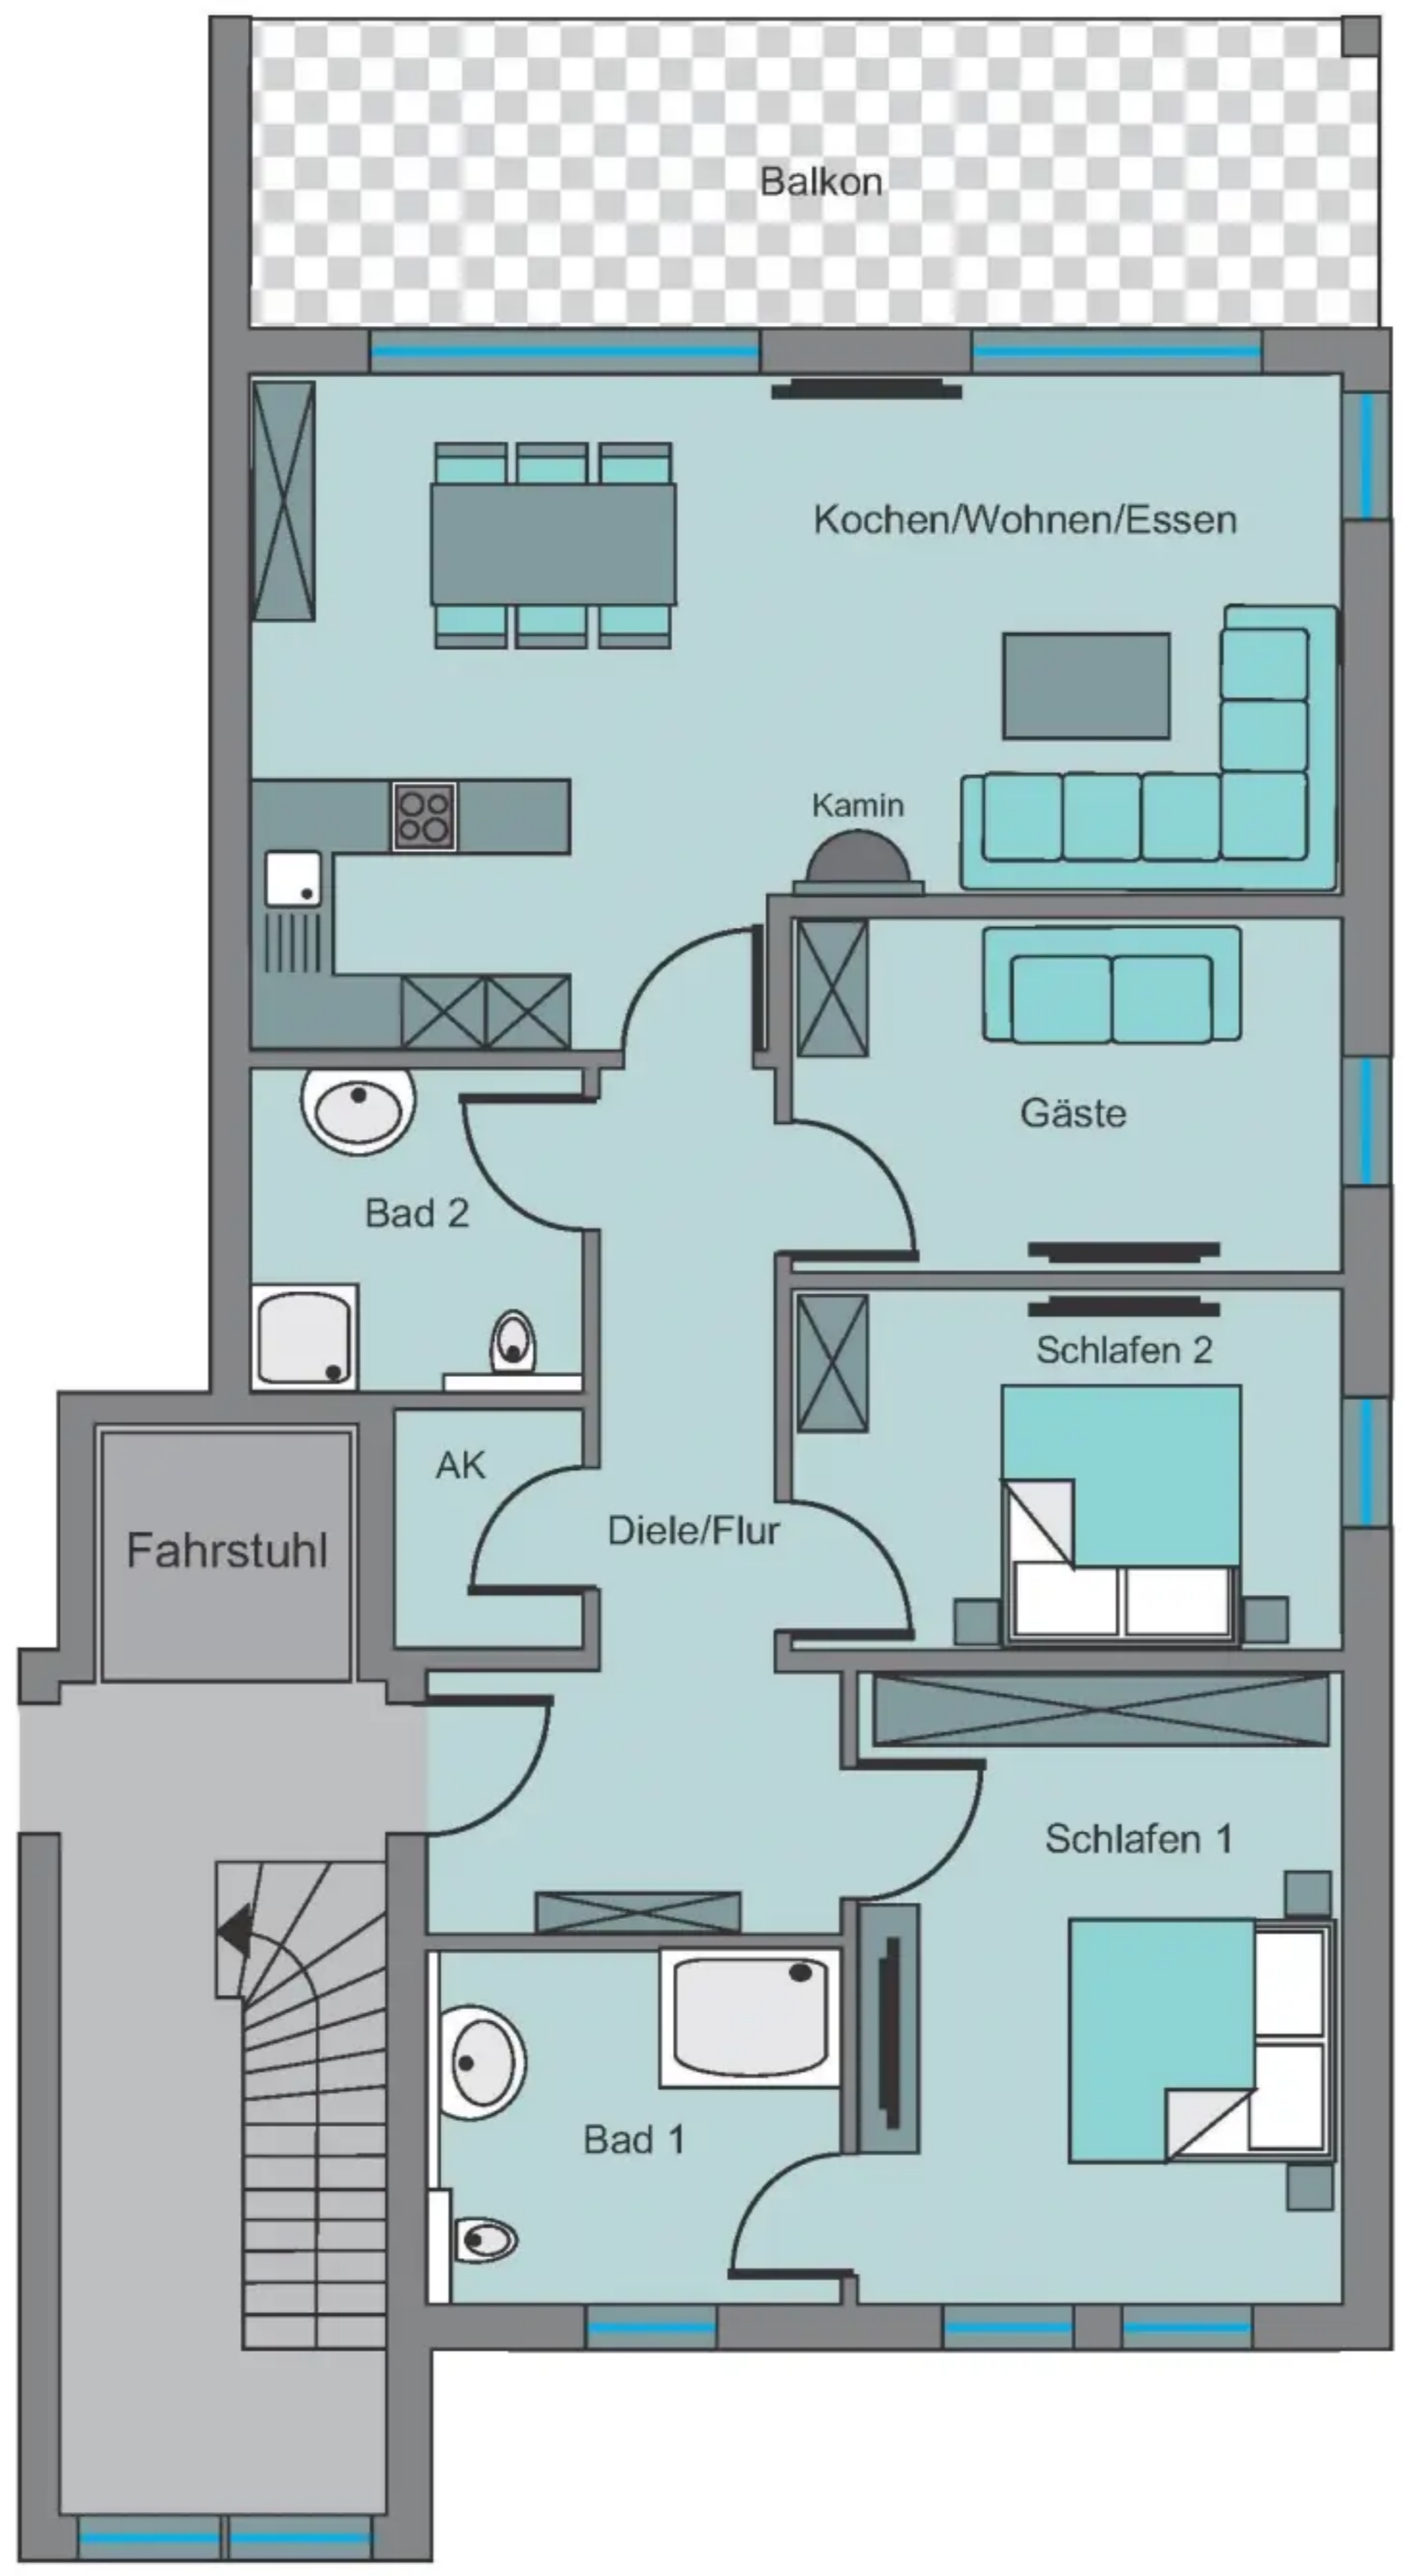 Balkon
Kochen/Wohnen/Essen
Kamin
Gäste
Bad 2
Schlafen 2
AK
Diele/Flur
Fahrstuhl
Schlafen 1
Bad 1